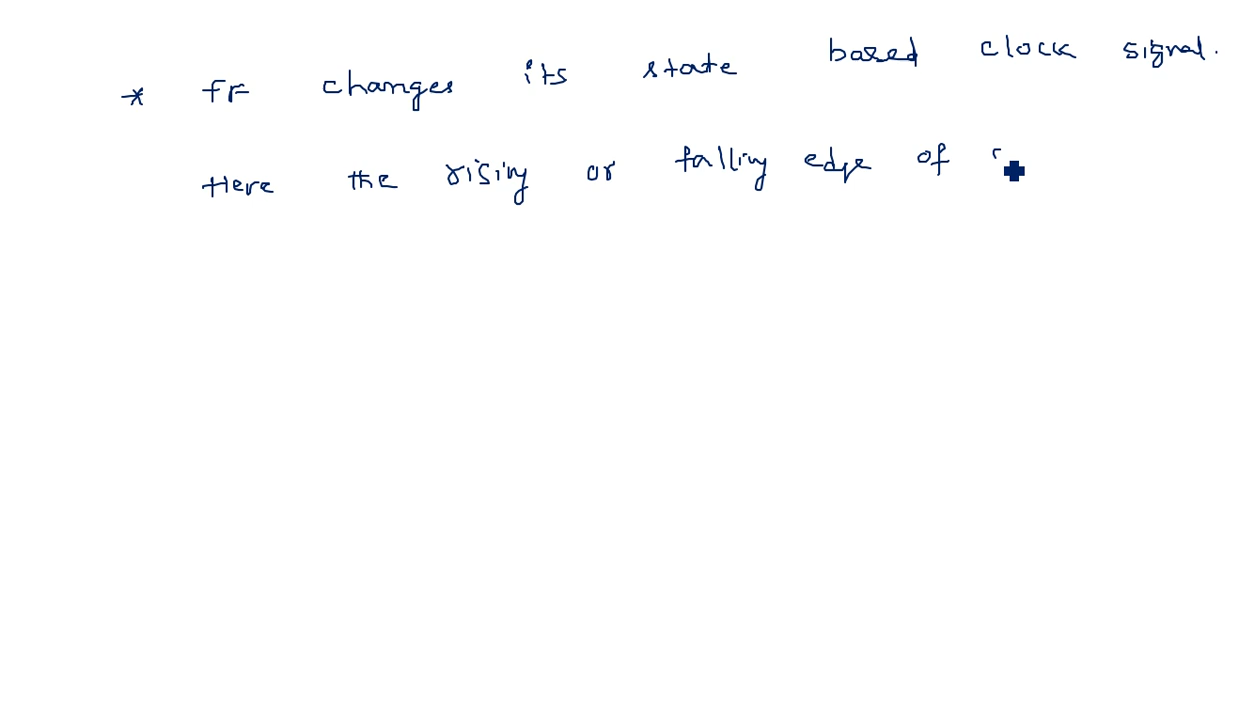 * FF changes its state based clock signal.
Here the rising or falling edge of